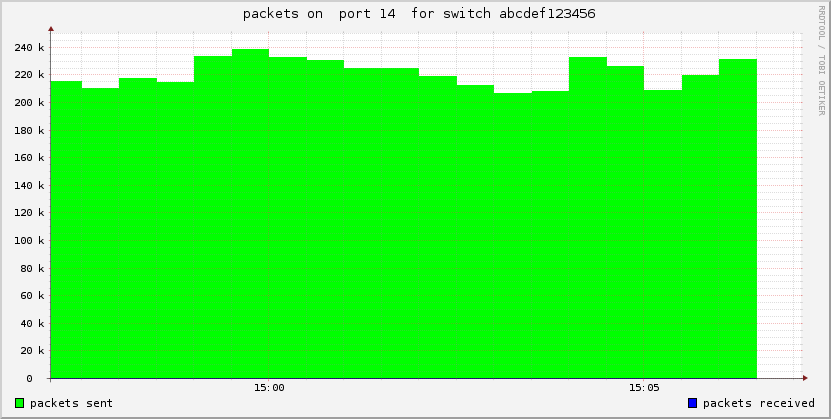 packets on  port 14  for switch abcdef123456
RRDTOOL / TOBI OETIKER
240 k
220 k
200 k
180 k
160 k
140 k
120 k
100 k
80 k
60 k
40 k
20 k
0
15:00 15:05
packets sent packets received